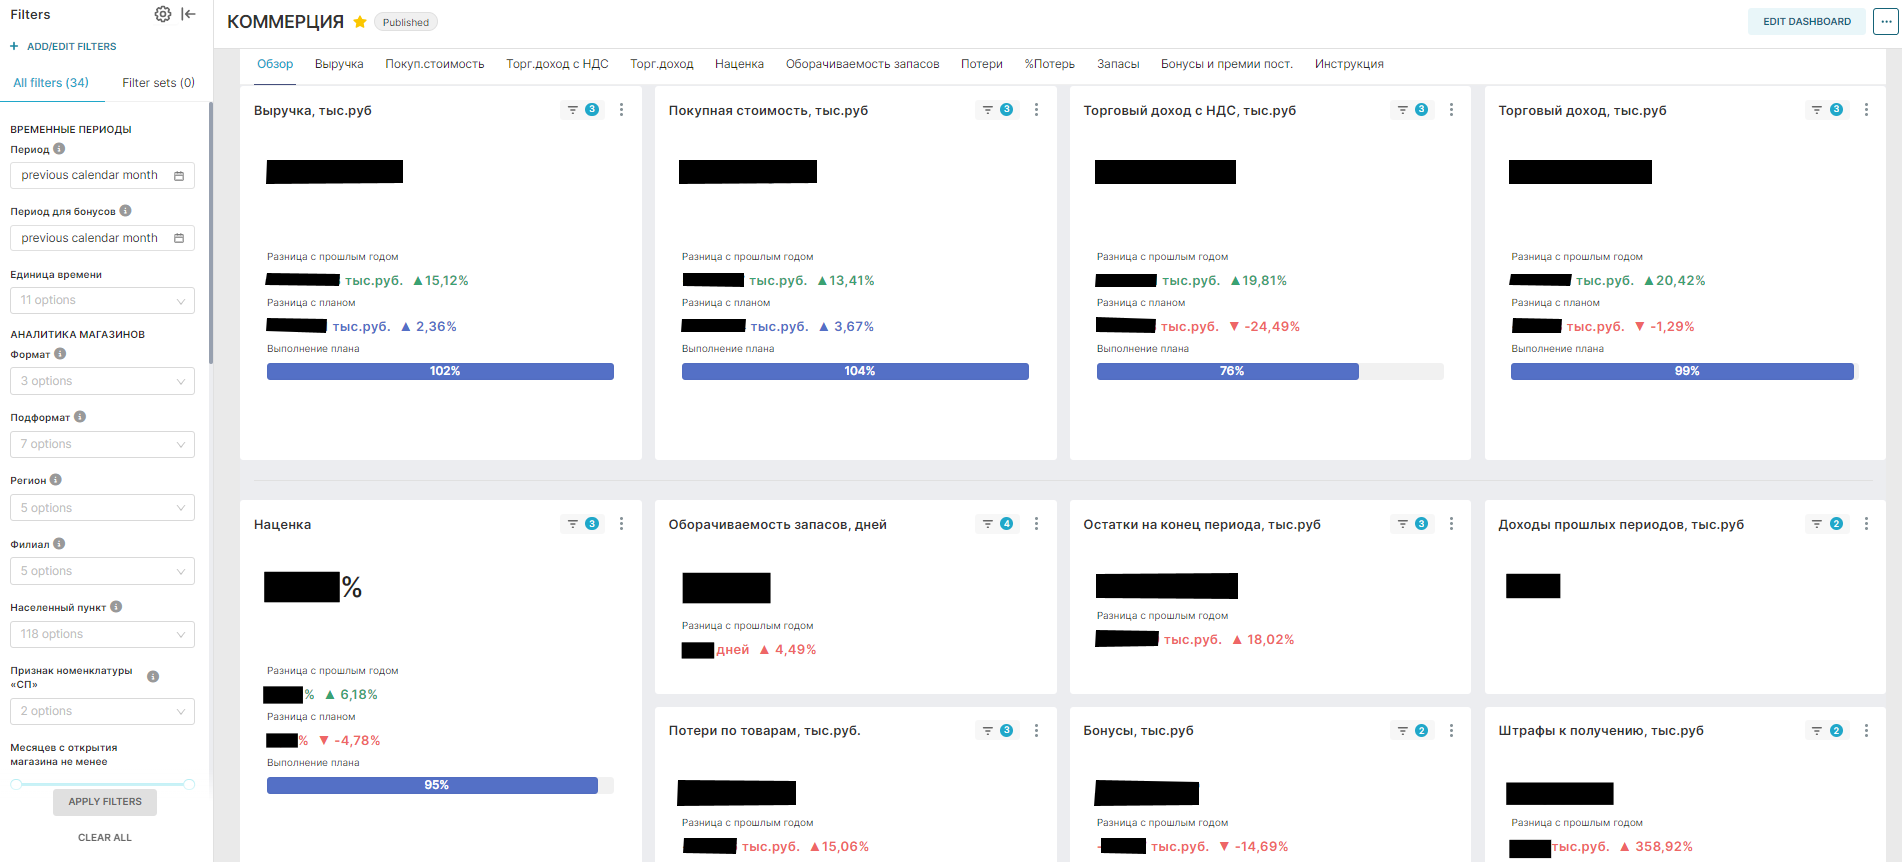 Filters
+ ADD/EDIT FILTERS
All filters (34) Filter sets (0)
ВРЕМЕННЫЕ ПЕРИОДЫ
Период
previous calendar month
Период для бонусов
previous calendar month
Единица времени
11 options
АНАЛИТИКА МАГАЗИНОВ
Формат
3 options
Подформат
7 options
Регион
5 options
Филиал
5 options
Населенный пункт
118 options
Признак номенклатуры
«СП»
2 options
Месяцев с открытия
магазина не менее
APPLY FILTERS
CLEAR ALL
КОММЕРЦИЯ Published EDIT DASHBOARD
Обзор Выручка Покуп.стоимость Торг.доход с НДС Торг.доход Наценка Оборачиваемость запасов Потери %Потерь Запасы Бонусы и премии пост. Инструкция
Выручка, тыс.руб 3
Разница с прошлым годом
тыс.руб. ▲15,12%
Разница с планом
тыс.руб. ▲ 2,36%
Выполнение плана
102%
Покупная стоимость, тыс.руб 3
Разница с прошлым годом
тыс.руб. ▲13,41%
Разница с планом
тыс.руб. ▲ 3,67%
Выполнение плана
104%
Торговый доход с НДС, тыс.руб 3
Разница с прошлым годом
тыс.руб. ▲19,81%
Разница с планом
тыс.руб. ▼ -24,49%
Выполнение плана
76%
Торговый доход, тыс.руб 3
Разница с прошлым годом
тыс.руб. ▲20,42%
Разница с планом
тыс.руб. ▼ -1,29%
Выполнение плана
99%
Наценка 3
%
Разница с прошлым годом
% ▲ 6,18%
Разница с планом
% ▼ -4,78%
Выполнение плана
95%
Оборачиваемость запасов, дней 4
Разница с прошлым годом
дней ▲ 4,49%
Остатки на конец периода, тыс.руб 3
Разница с прошлым годом
тыс.руб. ▲ 18,02%
Доходы прошлых периодов, тыс.руб 2
Потери по товарам, тыс.руб. 3
Разница с прошлым годом
тыс.руб. ▲15,06%
Бонусы, тыс.руб 2
Разница с прошлым годом
- тыс.руб. ▼ -14,69%
Штрафы к получению, тыс.руб 2
Разница с прошлым годом
тыс.руб. ▲ 358,92%